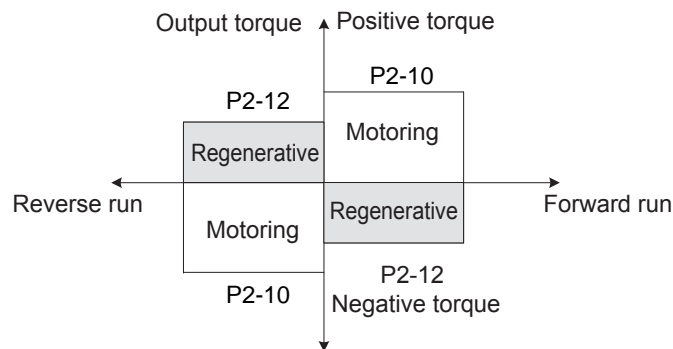 Output torque
Positive torque
P2-10
P2-12
Motoring
Regenerative
Reverse run
Forward run
Regenerative
Motoring
P2-12
P2-10
Negative torque